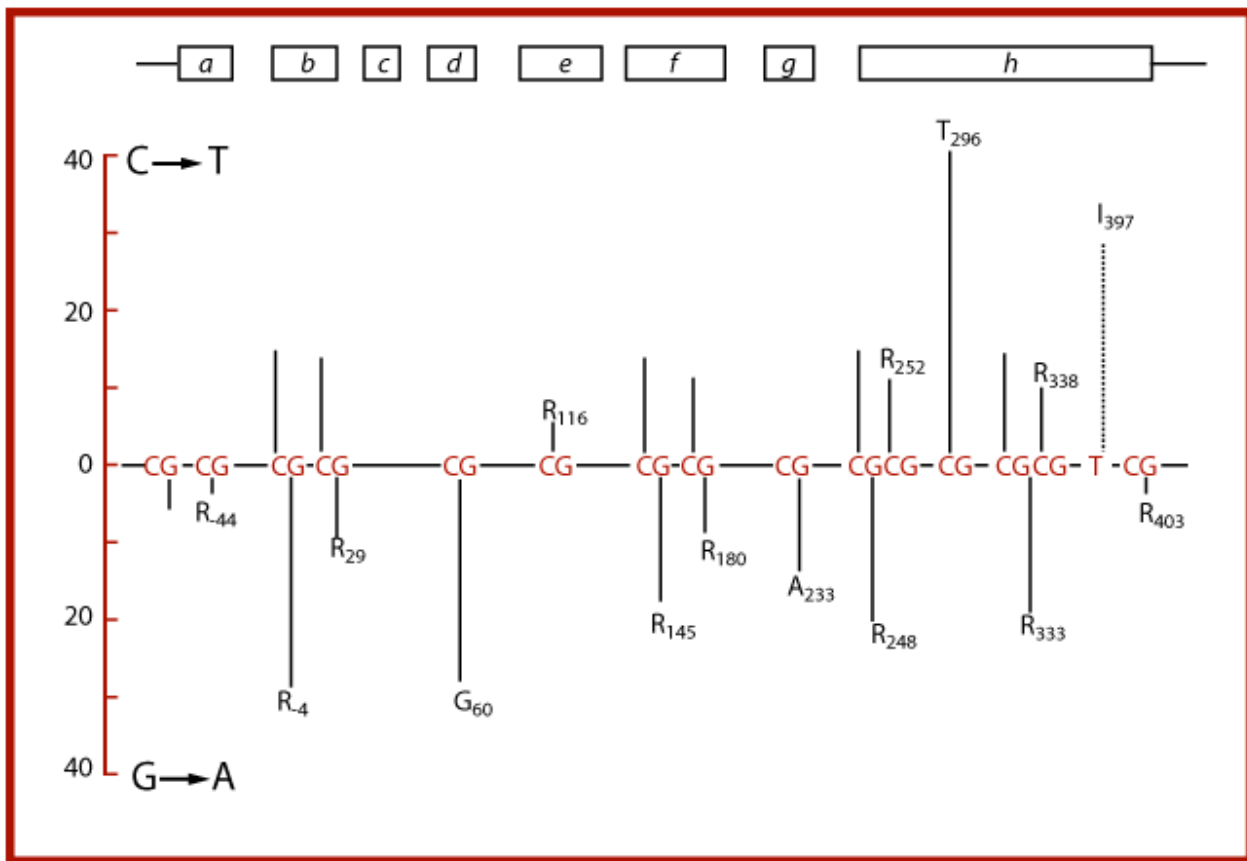 a b c d e f g h
T296
40 C→T
I397
20
R252
R338
R116
0 CG CG CG CG CG CG CG CG CG CG CG CG CG CG T CG
R-44 R403
R29 R180
A233
20 R145 R248 R333
R-4 G60
40 G→A